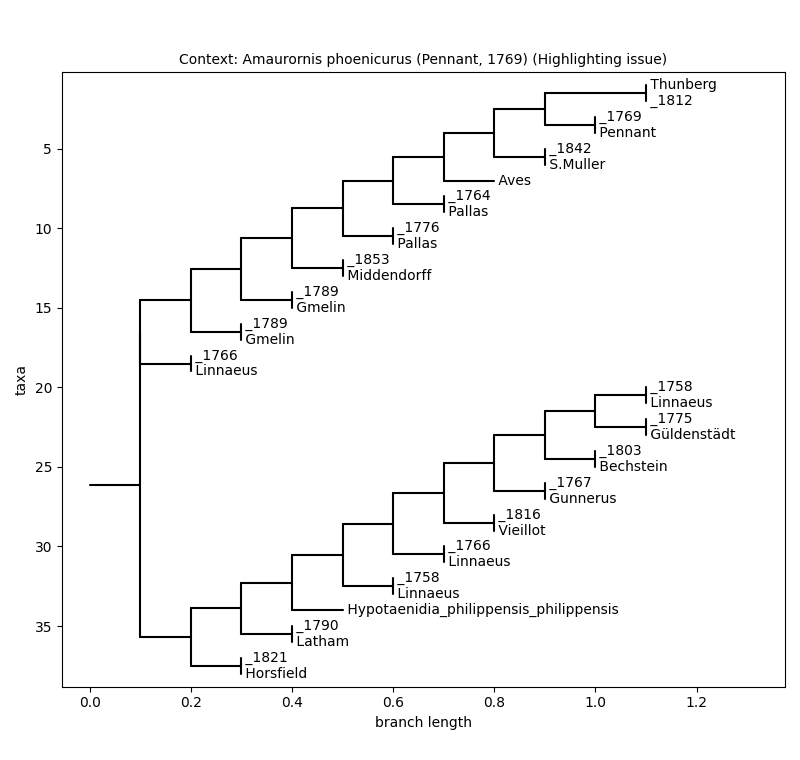 Context: Amaurornis phoenicurus (Pennant, 1769) (Highlighting issue)
Thunberg
_1812
_1769
Pennant
_1842
S.Muller
Aves
_1764
Pallas
_1776
Pallas
_1853
Middendorff
_1789
Gmelin
_1789
Gmelin
_1766
Linnaeus
_1758
Linnaeus
_1775
Güldenstädt
_1803
Bechstein
_1767
Gunnerus
_1816
Vieillot
_1766
Linnaeus
_1758
Linnaeus
Hypotaenidia_philippensis_philippensis
_1790
Latham
_1821
Horsfield
5
10
15
20
25
30
35
taxa
0.0 0.2 0.4 0.6 0.8 1.0 1.2
branch length